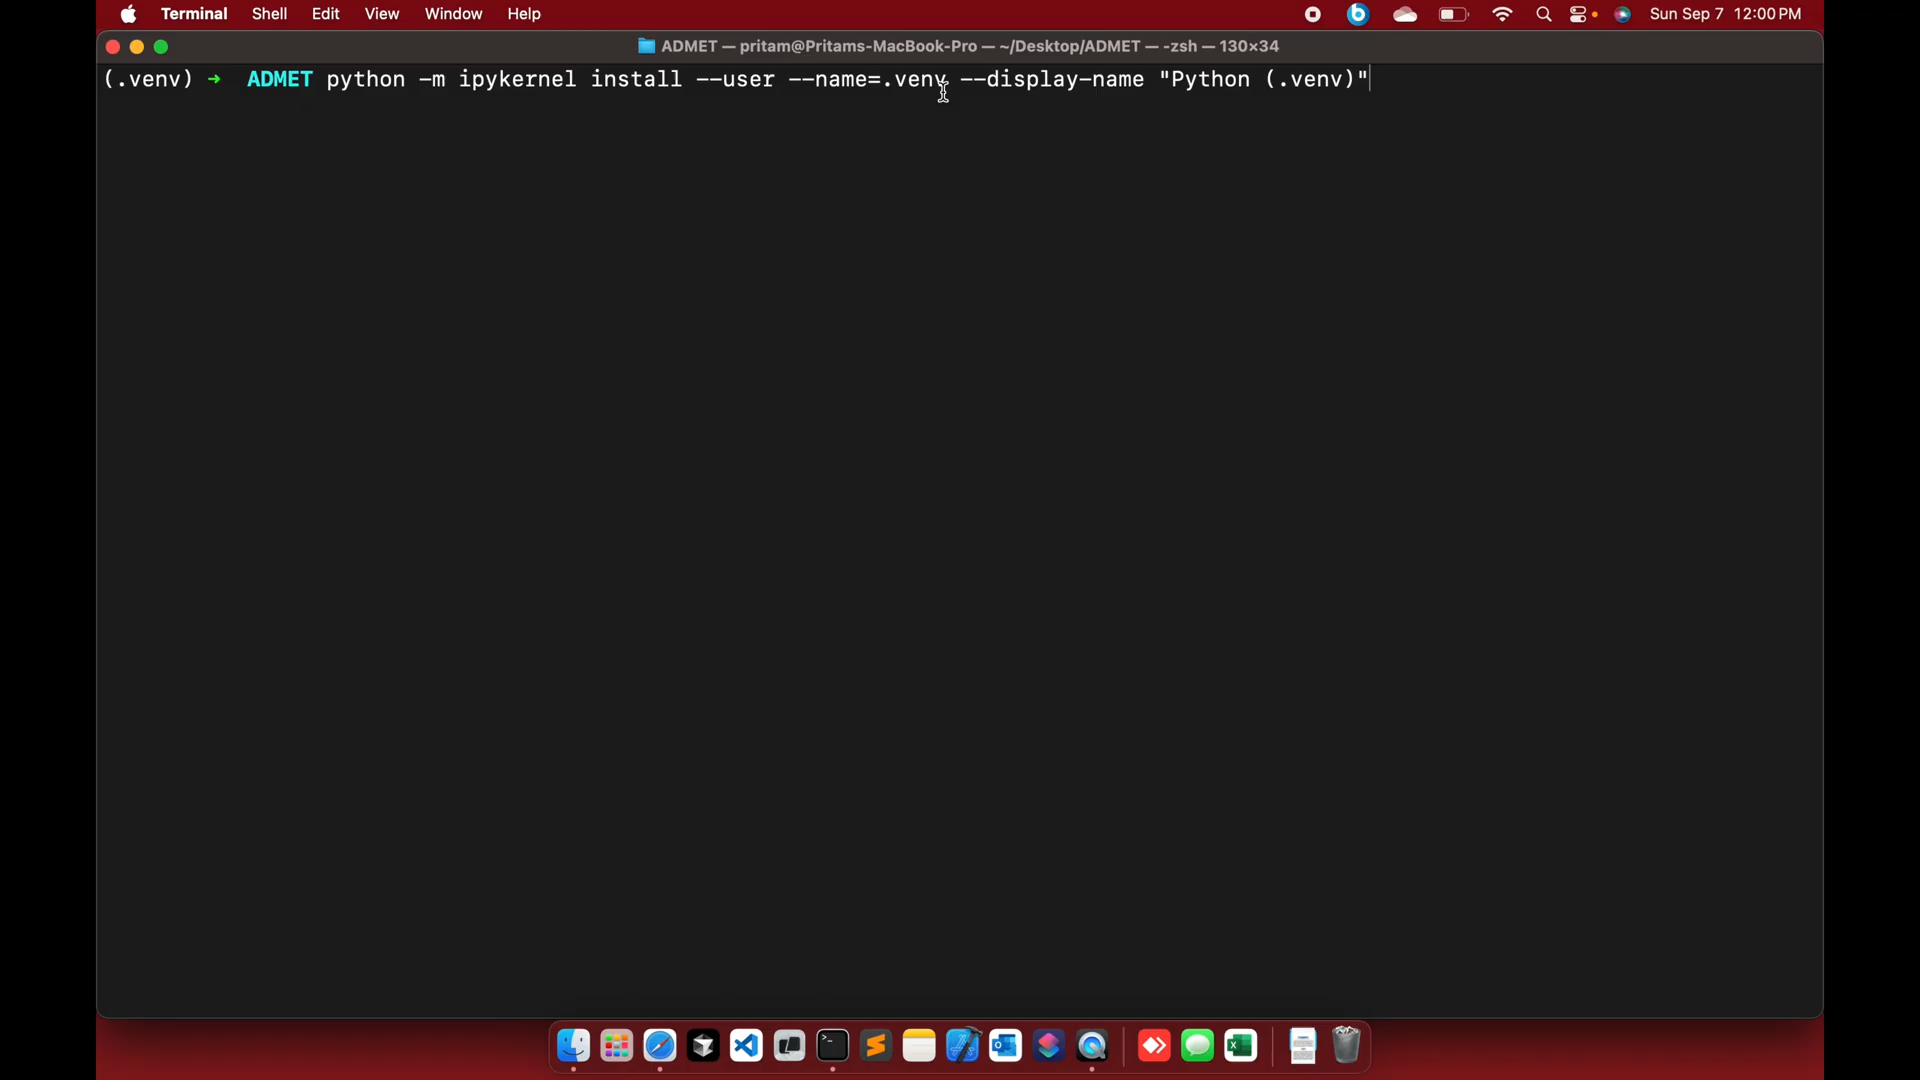 Terminal Shell Edit View Window Help Sun Sep 7 12:00 PM
ADMET — pritam@Pritams-MacBook-Pro — ~/Desktop/ADMET — -zsh — 130×34
(.venv) ➜ ADMET python -m ipykernel install --user --name=.venv --display-name "Python (.venv)"